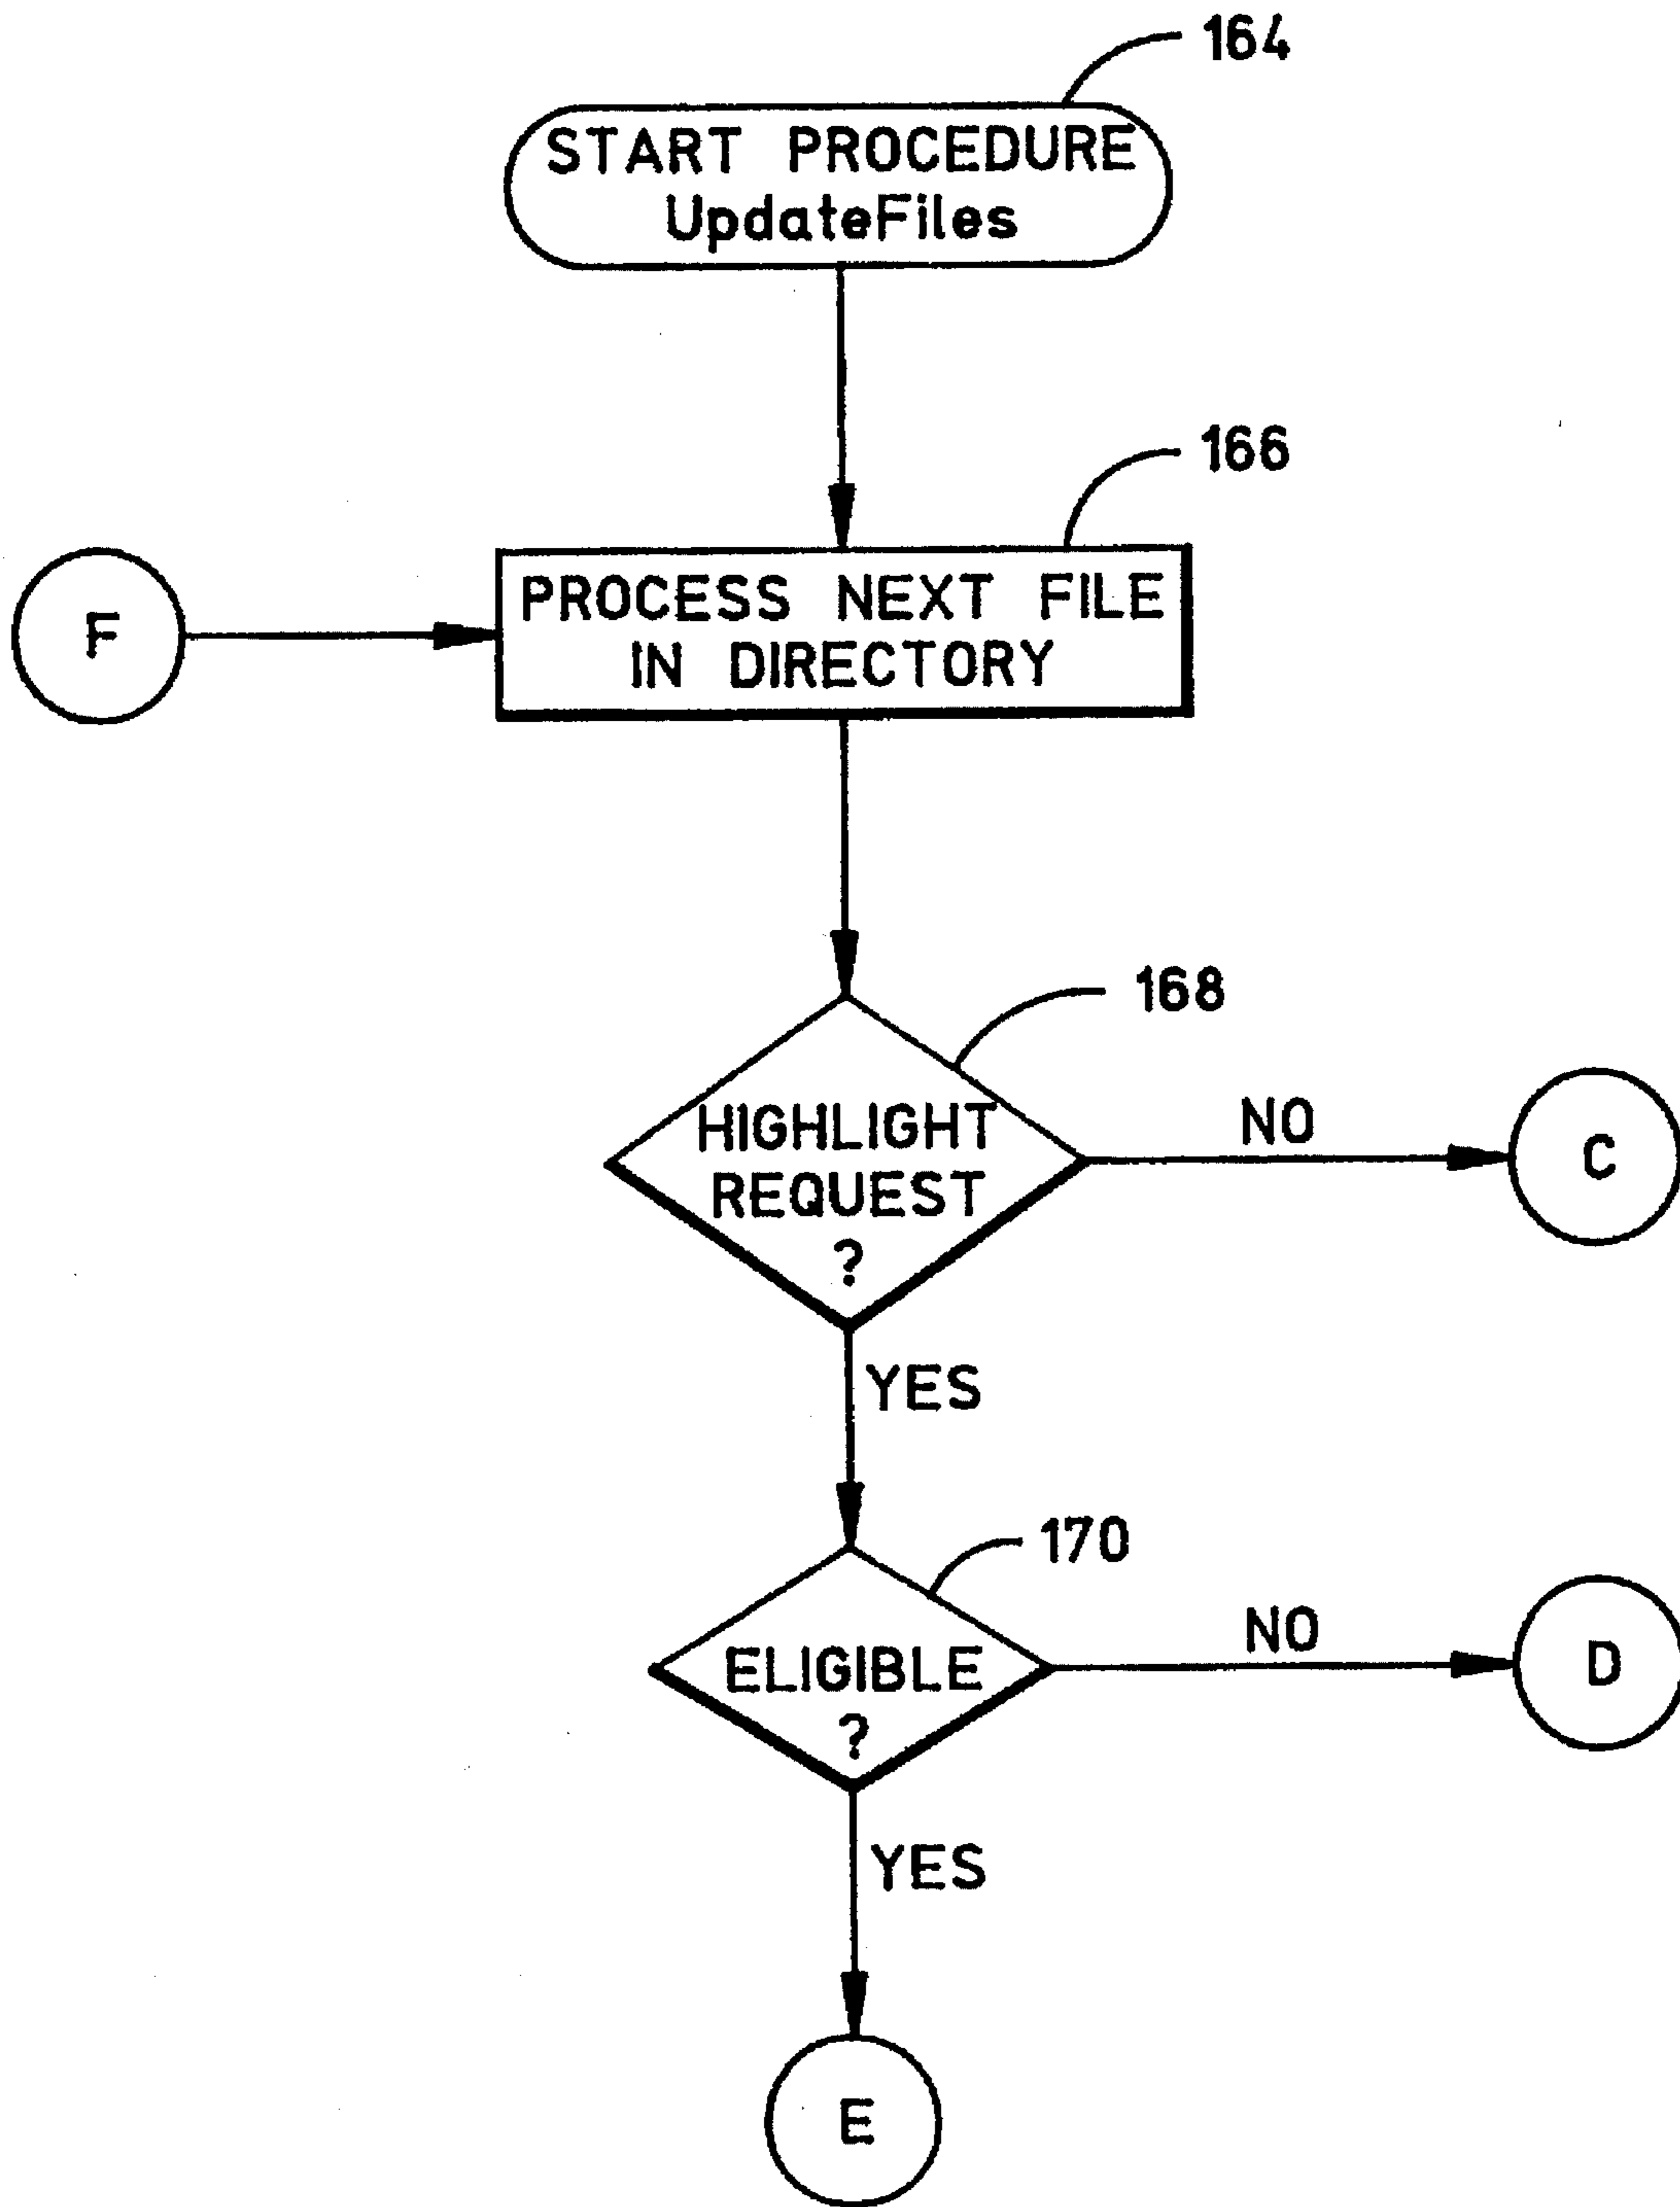 164
START PROCEDURE
UpdateFiles
166
PROCESS NEXT FILE
IN DIRECTORY
F
168
HIGHLIGHT
REQUEST
?
NO
C
YES
170
ELIGIBLE
?
NO
D
YES
E